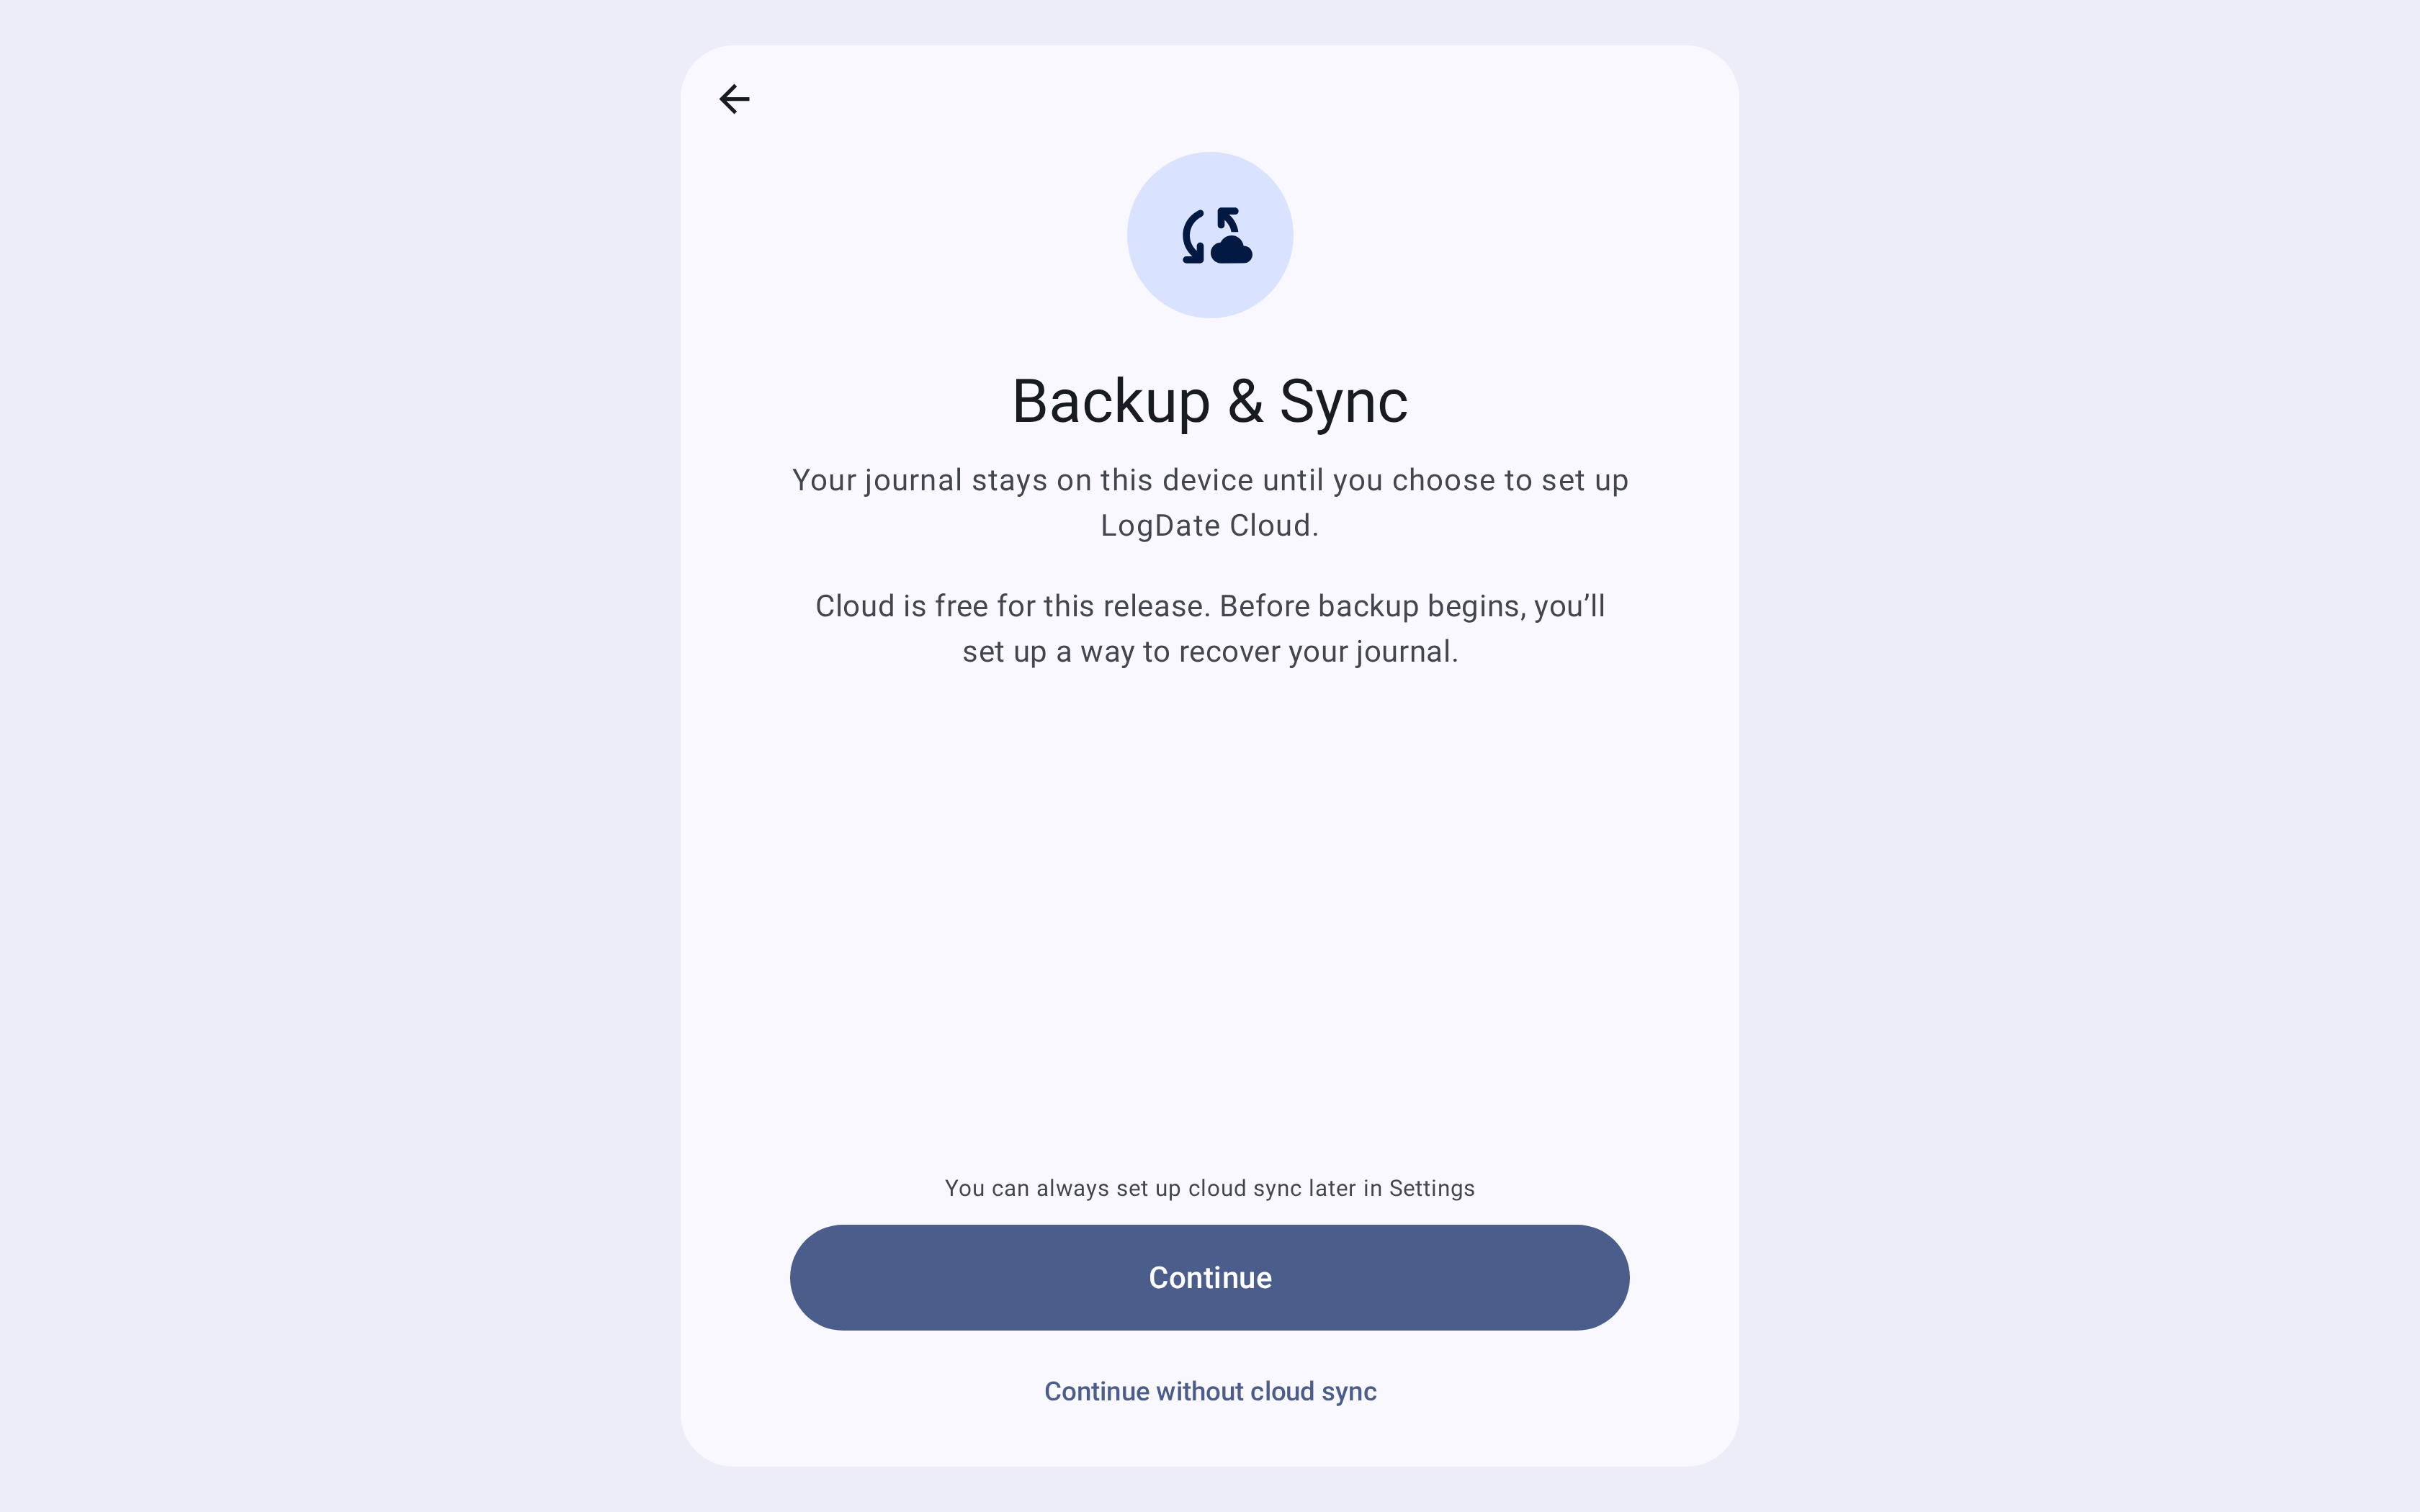 Backup & Sync
Your journal stays on this device until you choose to set up
LogDate Cloud.
Cloud is free for this release. Before backup begins, you’ll
set up a way to recover your journal.
You can always set up cloud sync later in Settings
Continue
Continue without cloud sync